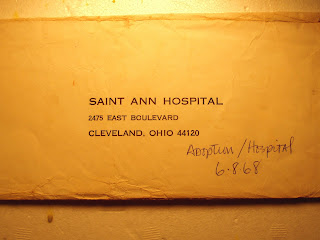 SAINT ANN HOSPITAL
2475 EAST BOULEVARD
CLEVELAND, OHIO 44120
Adoption/Hospital
6.8.68